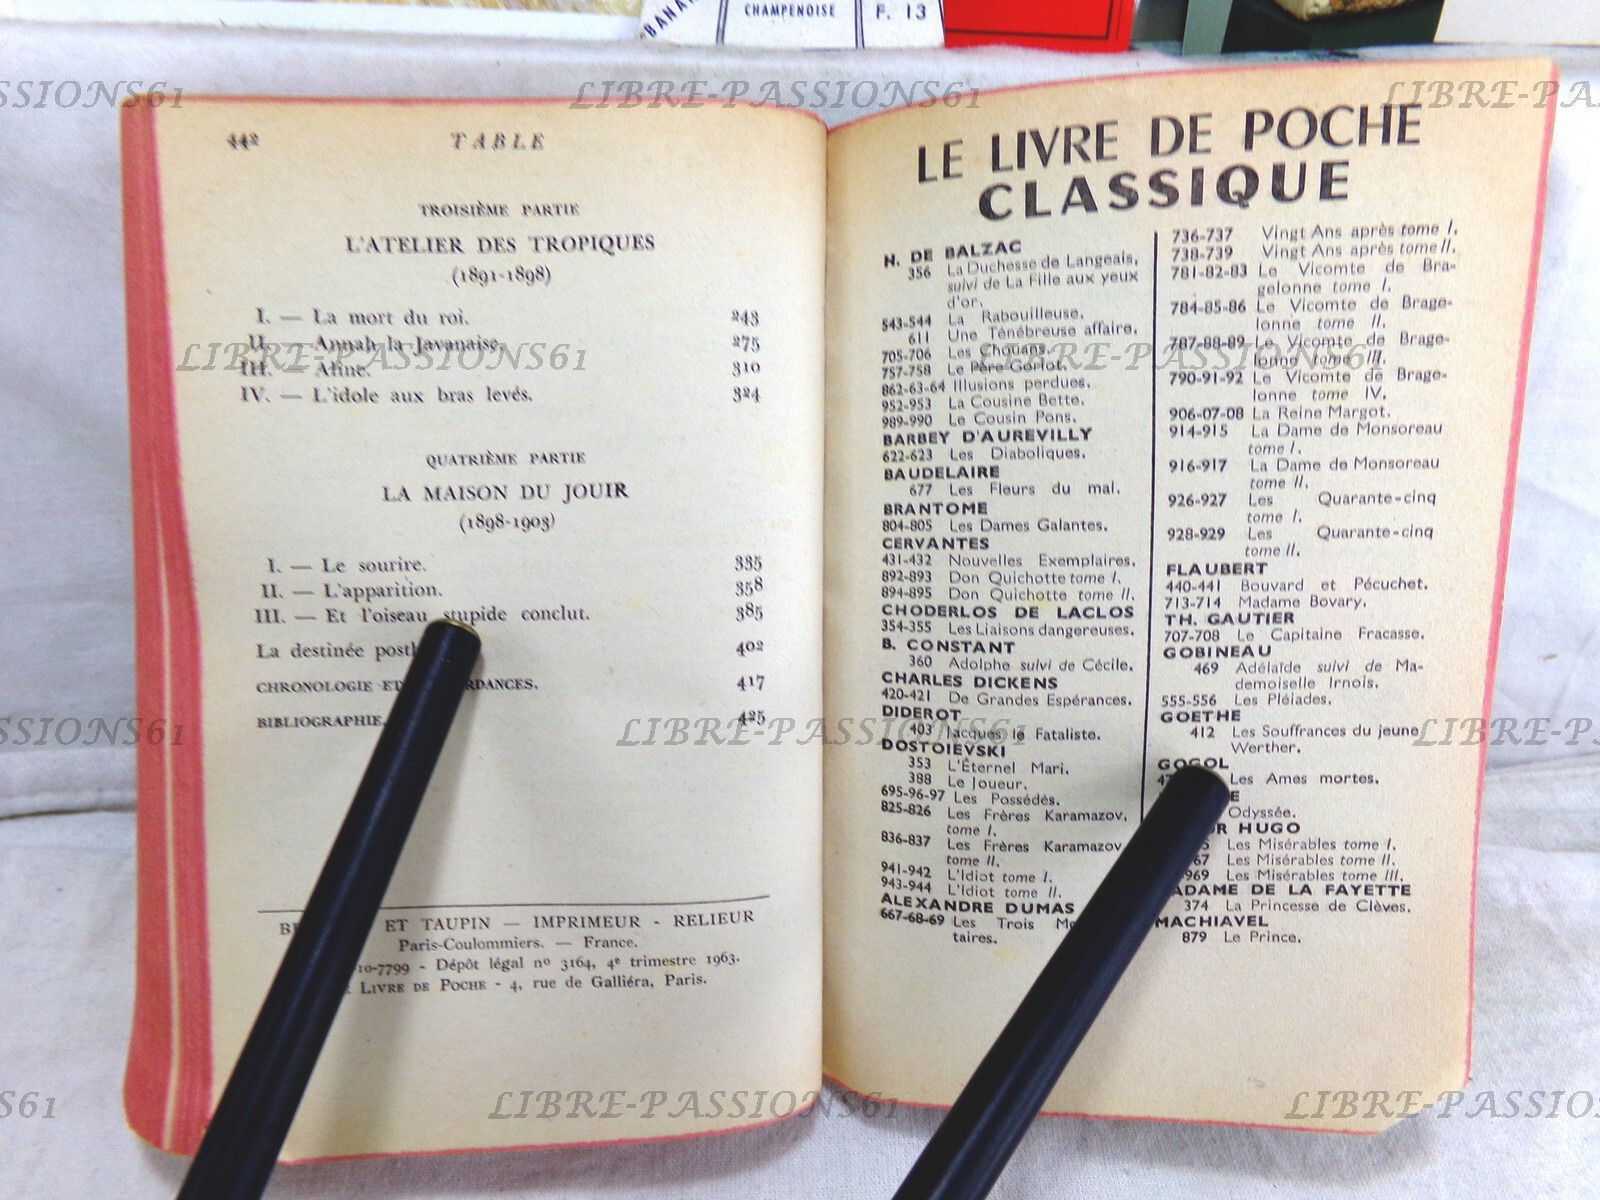 BANA
CHAMPENOISE F. 13
442 TABLE
TROISIÈME PARTIE
L'ATELIER DES TROPIQUES
(1891-1898)
I. — La mort du roi. 243
II. — Annah la Javanaise. 275
III. — Aline. 310
IV. — L'idole aux bras levés. 324
QUATRIÈME PARTIE
LA MAISON DU JOUIR
(1898-1903)
I. — Le sourire. 335
II. — L'apparition. 358
III. — Et l'oiseau stupide conclut. 385
La destinée post 402
CHRONOLOGIE ET RDANCES. 417
BIBLIOGRAPHIE. 425
ET TAUPIN — IMPRIMEUR - RELIEUR
Paris-Coulommiers. — France.
10-7799 - Dépôt légal nº 3164, 4e trimestre 1963.
LIVRE DE POCHE - 4, rue de Galliéra, Paris.
LE LIVRE DE POCHE
CLASSIQUE
H. DE BALZAC
356 La Duchesse de Langeais,
suivi de La Fille aux yeux
d'or.
543-544 La Rabouilleuse.
611 Une Ténébreuse affaire.
705-706 Les Chouans.
757-758 Le Père Goriot.
862-63-64 Illusions perdues.
952-953 La Cousine Bette.
989-990 Le Cousin Pons.
BARBEY D'AUREVILLY
622-623 Les Diaboliques.
BAUDELAIRE
677 Les Fleurs du mal.
BRANTOME
804-805 Les Dames Galantes.
CERVANTES
431-432 Nouvelles Exemplaires.
892-893 Don Quichotte tome I.
894-895 Don Quichotte tome II.
CHODERLOS DE LACLOS
354-355 Les Liaisons dangereuses.
B. CONSTANT
360 Adolphe suivi de Cécile.
CHARLES DICKENS
420-421 De Grandes Espérances.
DIDEROT
403 Jacques le Fataliste.
DOSTOIEVSKI
353 L'Éternel Mari.
388 Le Joueur.
695-96-97 Les Possédés.
825-826 Les Frères Karamazov,
tome I.
836-837 Les Frères Karamazov
tome II.
941-942 L'Idiot tome I.
943-944 L'Idiot tome II.
ALEXANDRE DUMAS
667-68-69 Les Trois Mo
taires.
736-737 Vingt Ans après tome I.
738-739 Vingt Ans après tome II.
781-82-83 Le Vicomte de Bra-
gelonne tome I.
784-85-86 Le Vicomte de Brage-
lonne tome II.
787-88-89 Le Vicomte de Brage-
lonne tome III.
790-91-92 Le Vicomte de Brage-
lonne tome IV.
906-07-08 La Reine Margot.
914-915 La Dame de Monsoreau
tome I.
916-917 La Dame de Monsoreau
tome II.
926-927 Les Quarante-cinq
tome I.
928-929 Les Quarante-cinq
tome II.
FLAUBERT
440-441 Bouvard et Pécuchet.
713-714 Madame Bovary.
TH. GAUTIER
707-708 Le Capitaine Fracasse.
GOBINEAU
469 Adélaïde suivi de Ma-
demoiselle Irnois.
555-556 Les Pléiades.
GOETHE
412 Les Souffrances du jeune
Werther.
GOGOL
Les Ames mortes.
E
Odyssée.
R HUGO
Les Misérables tome I.
67 Les Misérables tome II.
969 Les Misérables tome III.
ADAME DE LA FAYETTE
374 La Princesse de Clèves.
MACHIAVEL
879 Le Prince.
LIBRE-PASSIONS61